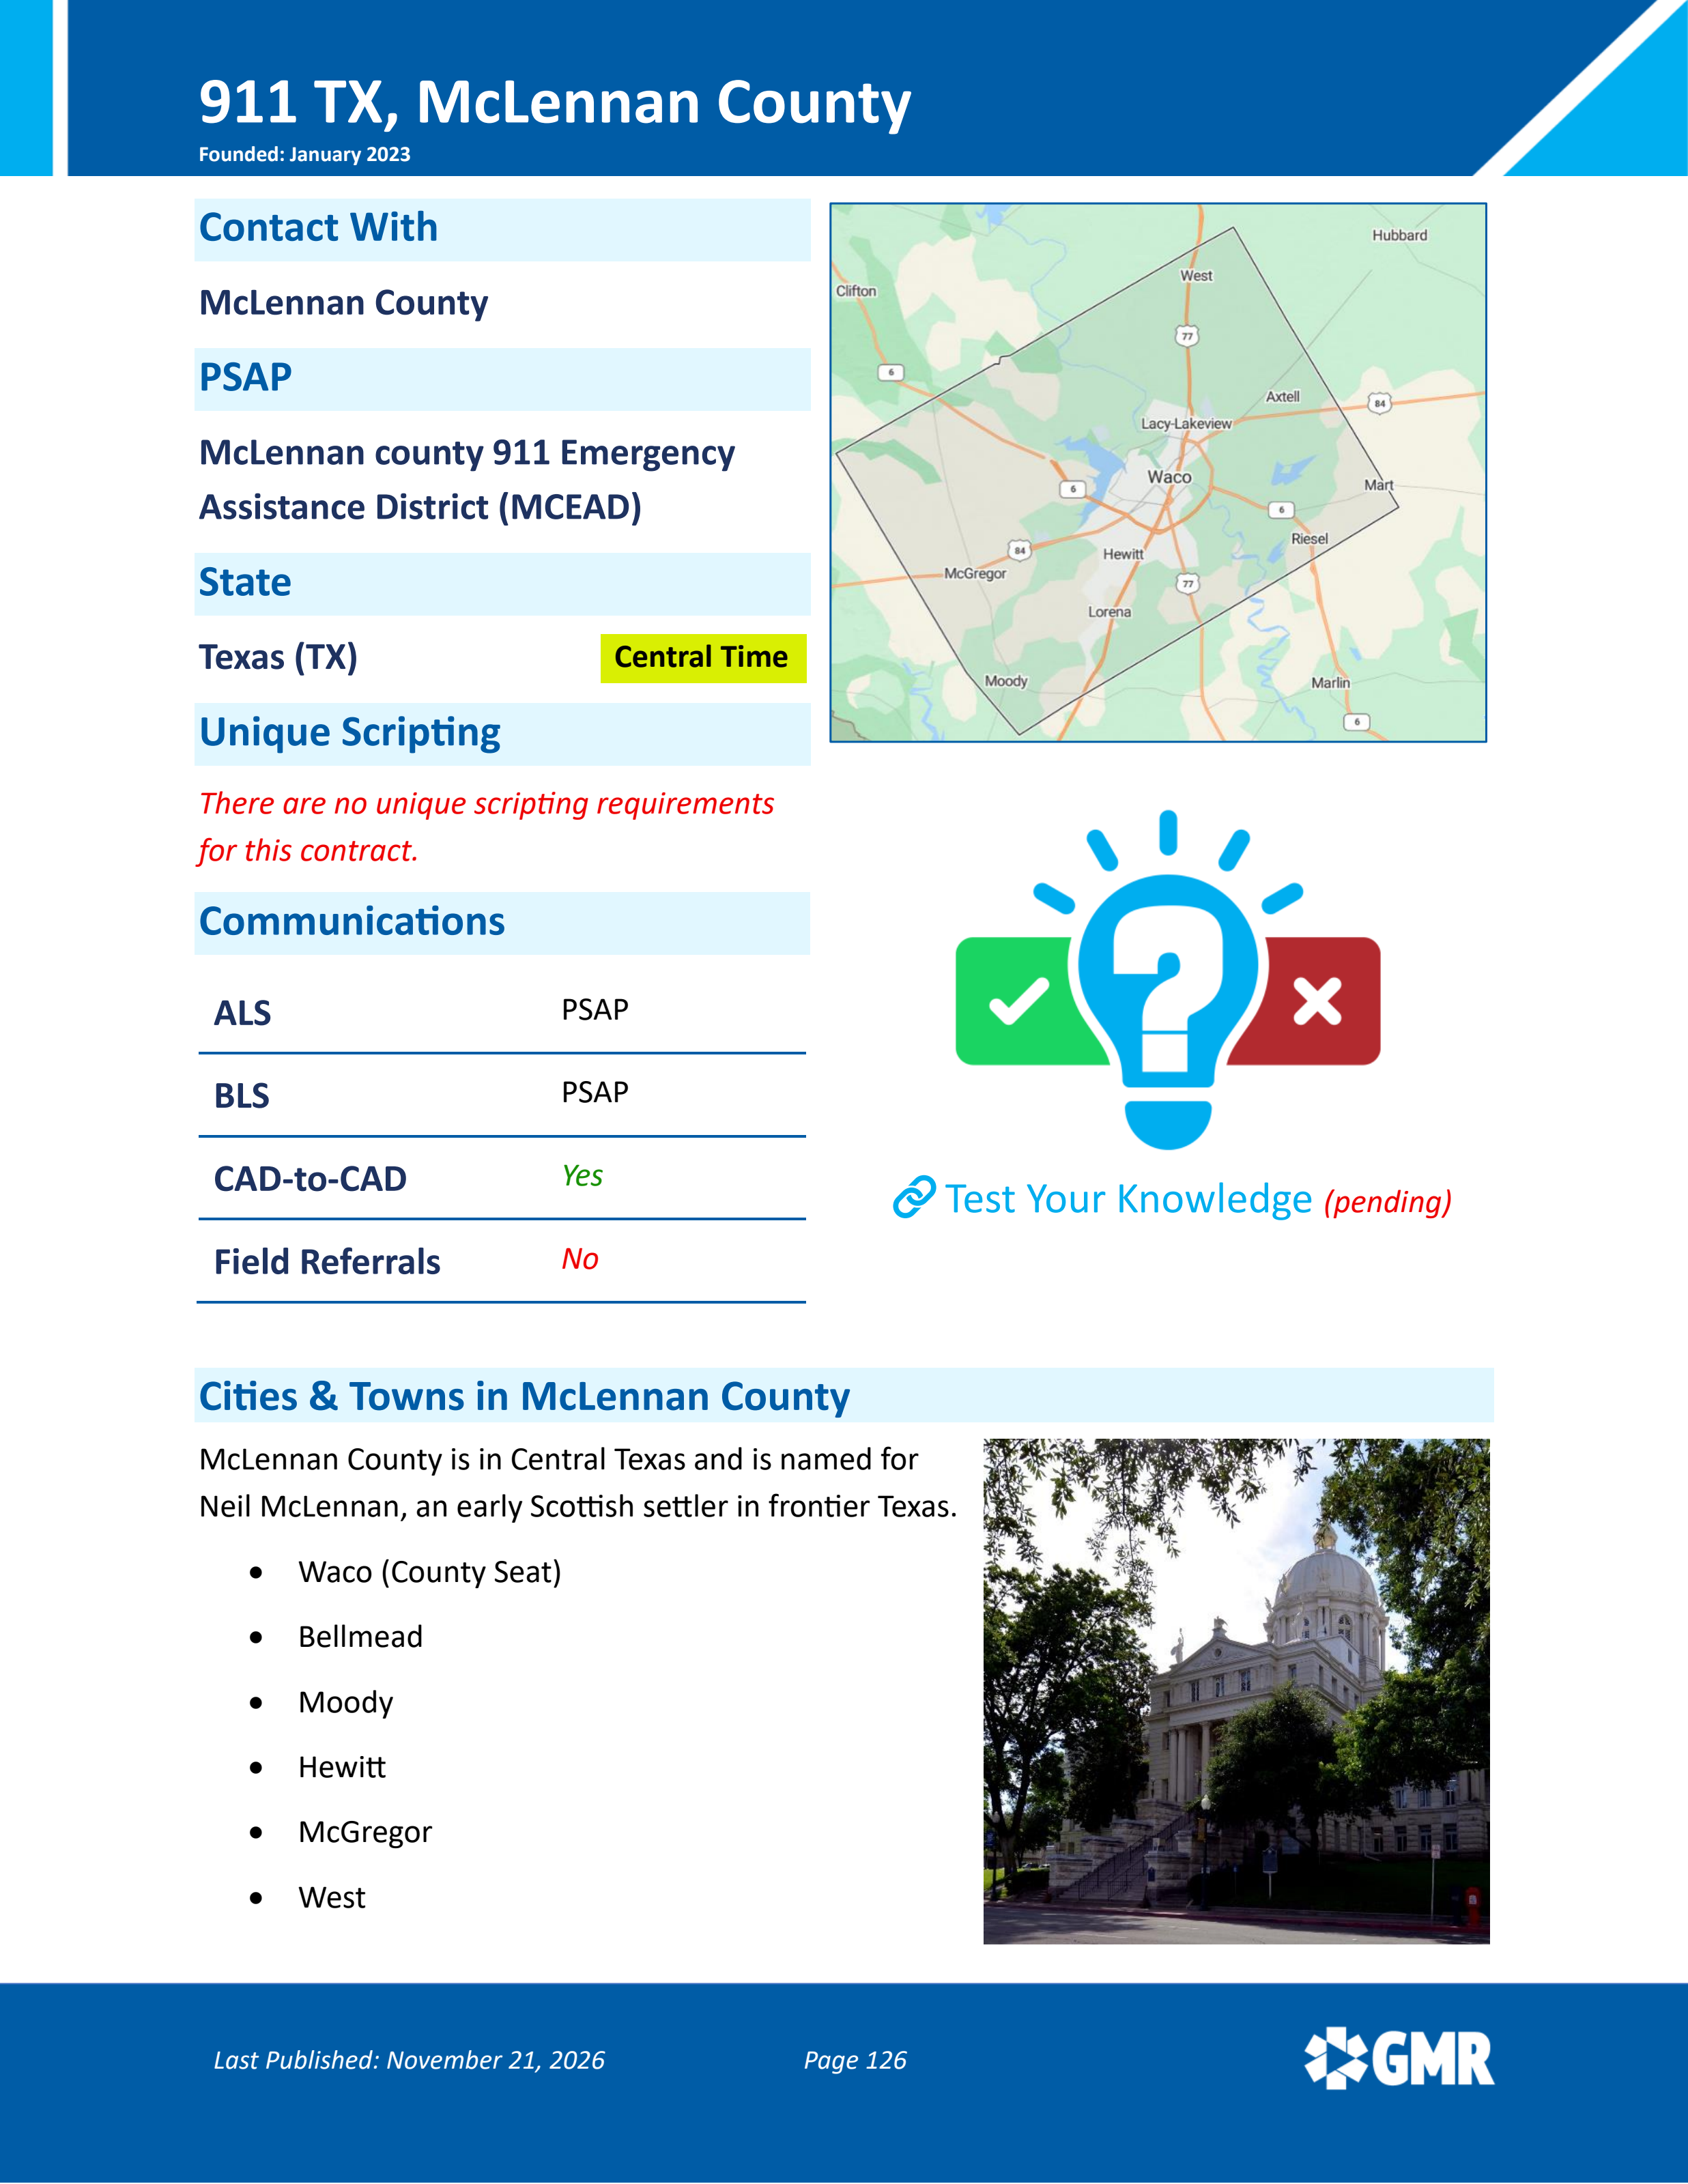 911 TX, McLennan County
Founded: January 2023
Contact With
McLennan County
PSAP
McLennan county 911 Emergency
Assistance District (MCEAD)
State
Texas (TX)
Central Time
Unique Scripting
There are no unique scripting requirements
for this contract.
Communications
ALS PSAP
BLS PSAP
CAD-to-CAD Yes
Field Referrals No
Hubbard
West
Clifton
77
6
Axtell
84
Lacy-Lakeview
Waco
6
Mart
6
Riesel
84
Hewitt
McGregor
77
Lorena
Moody
Marlin
6
?
Test Your Knowledge (pending)
Cities & Towns in McLennan County
McLennan County is in Central Texas and is named for
Neil McLennan, an early Scottish settler in frontier Texas.
• Waco (County Seat)
• Bellmead
• Moody
• Hewitt
• McGregor
• West
Last Published: November 21, 2026
Page 126
GMR